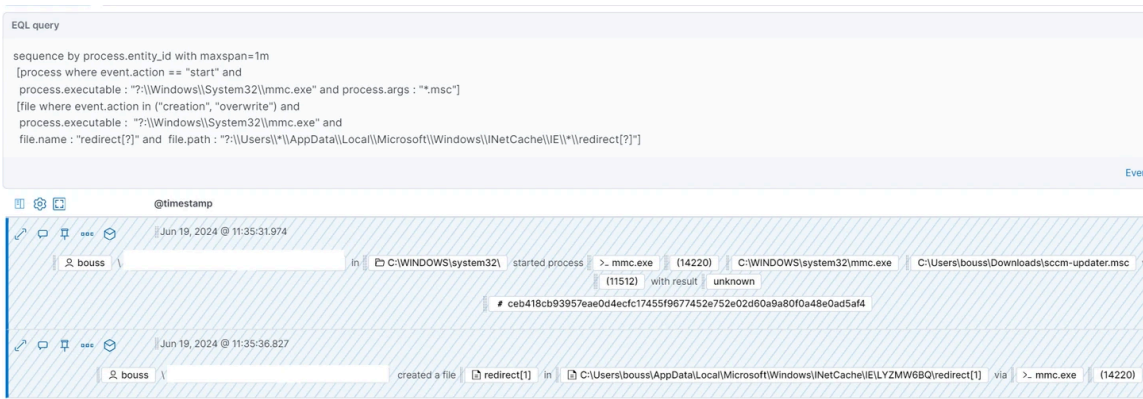 EQL query
sequence by process.entity_id with maxspan=1m
[process where event.action == "start" and
process.executable : "?:\\Windows\\System32\\mmc.exe" and process.args : "*.msc"]
[file where event.action in ("creation", "overwrite") and
process.executable : "?:\\Windows\\System32\\mmc.exe" and
file.name : "redirect[?]" and file.path : "?:\\Users\\*\\AppData\\Local\\Microsoft\\Windows\\INetCache\\IE\\*\\redirect[?]"]
@timestamp
Jun 19, 2024 @ 11:35:31.974
bouss \ in C:\WINDOWS\system32\ started process >_ mmc.exe (14220) C:\WINDOWS\system32\mmc.exe C:\Users\bouss\Downloads\sccm-updater.msc
(11512) with result unknown
# ceb418cb93957eae0d4ecfc17455f9677452e752e02d60a9a80f0a48e0ad5af4
Jun 19, 2024 @ 11:35:36.827
bouss \ created a file redirect[1] in C:\Users\bouss\AppData\Local\Microsoft\Windows\INetCache\IE\LYZMW6BQ\redirect[1] via >_ mmc.exe (14220)